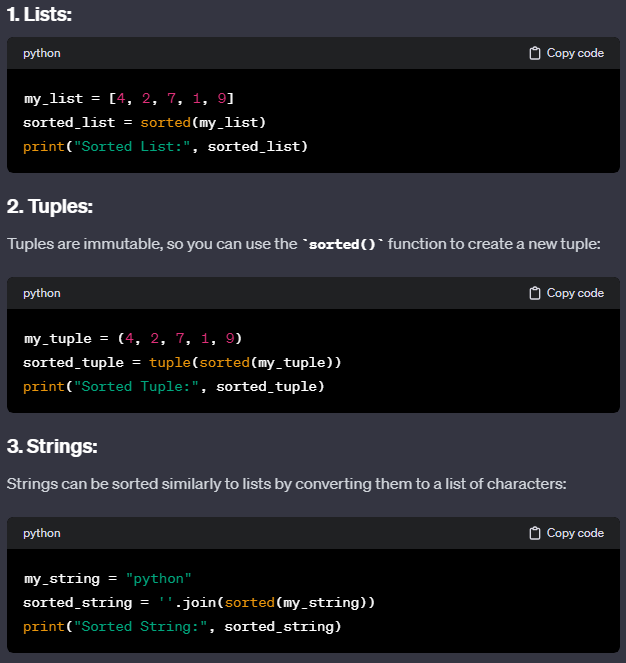 1. Lists:
python Copy code
my_list = [4, 2, 7, 1, 9]
sorted_list = sorted(my_list)
print("Sorted List:", sorted_list)
2. Tuples:
Tuples are immutable, so you can use the `sorted()` function to create a new tuple:
python Copy code
my_tuple = (4, 2, 7, 1, 9)
sorted_tuple = tuple(sorted(my_tuple))
print("Sorted Tuple:", sorted_tuple)
3. Strings:
Strings can be sorted similarly to lists by converting them to a list of characters:
python Copy code
my_string = "python"
sorted_string = ''.join(sorted(my_string))
print("Sorted String:", sorted_string)